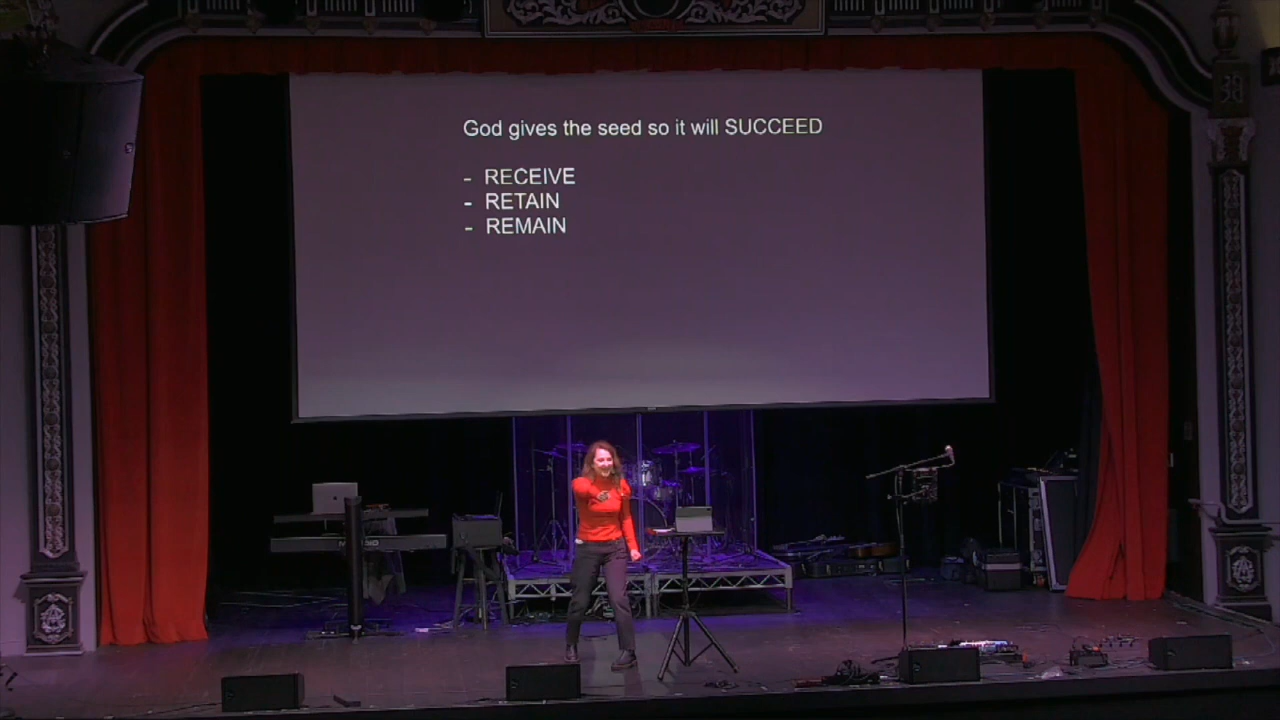 God gives the seed so it will SUCCEED
- RECEIVE
- RETAIN
- REMAIN